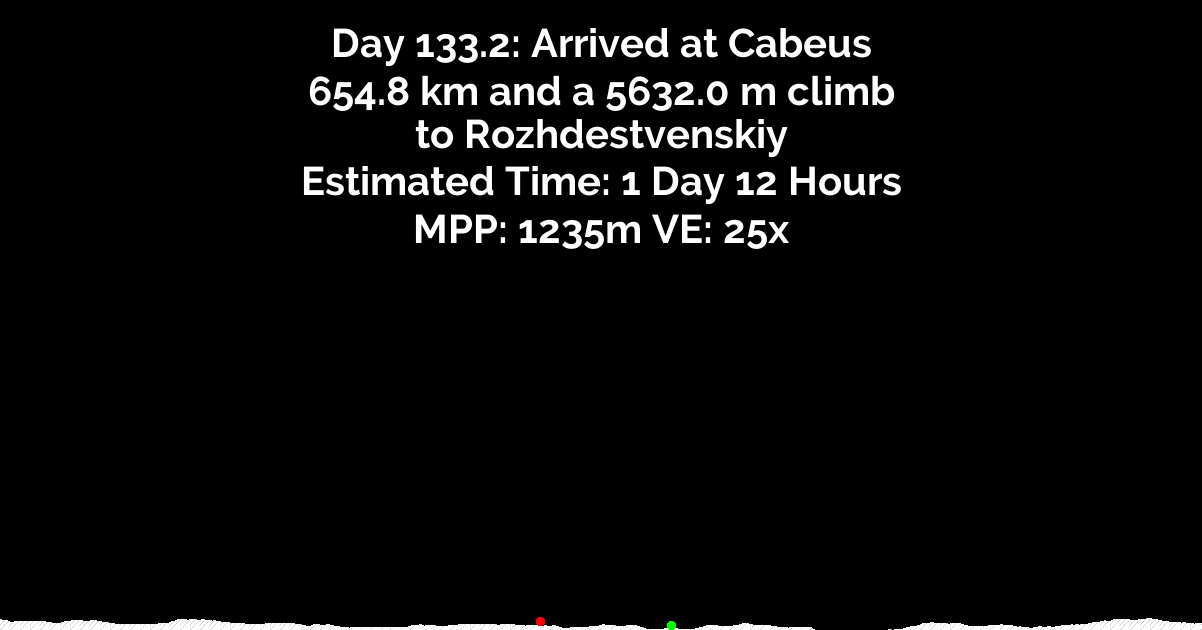 Day 133.2: Arrived at Cabeus
654.8 km and a 5632.0 m climb
to Rozhdestvenskiy
Estimated Time: 1 Day 12 Hours
MPP: 1235m VE: 25x